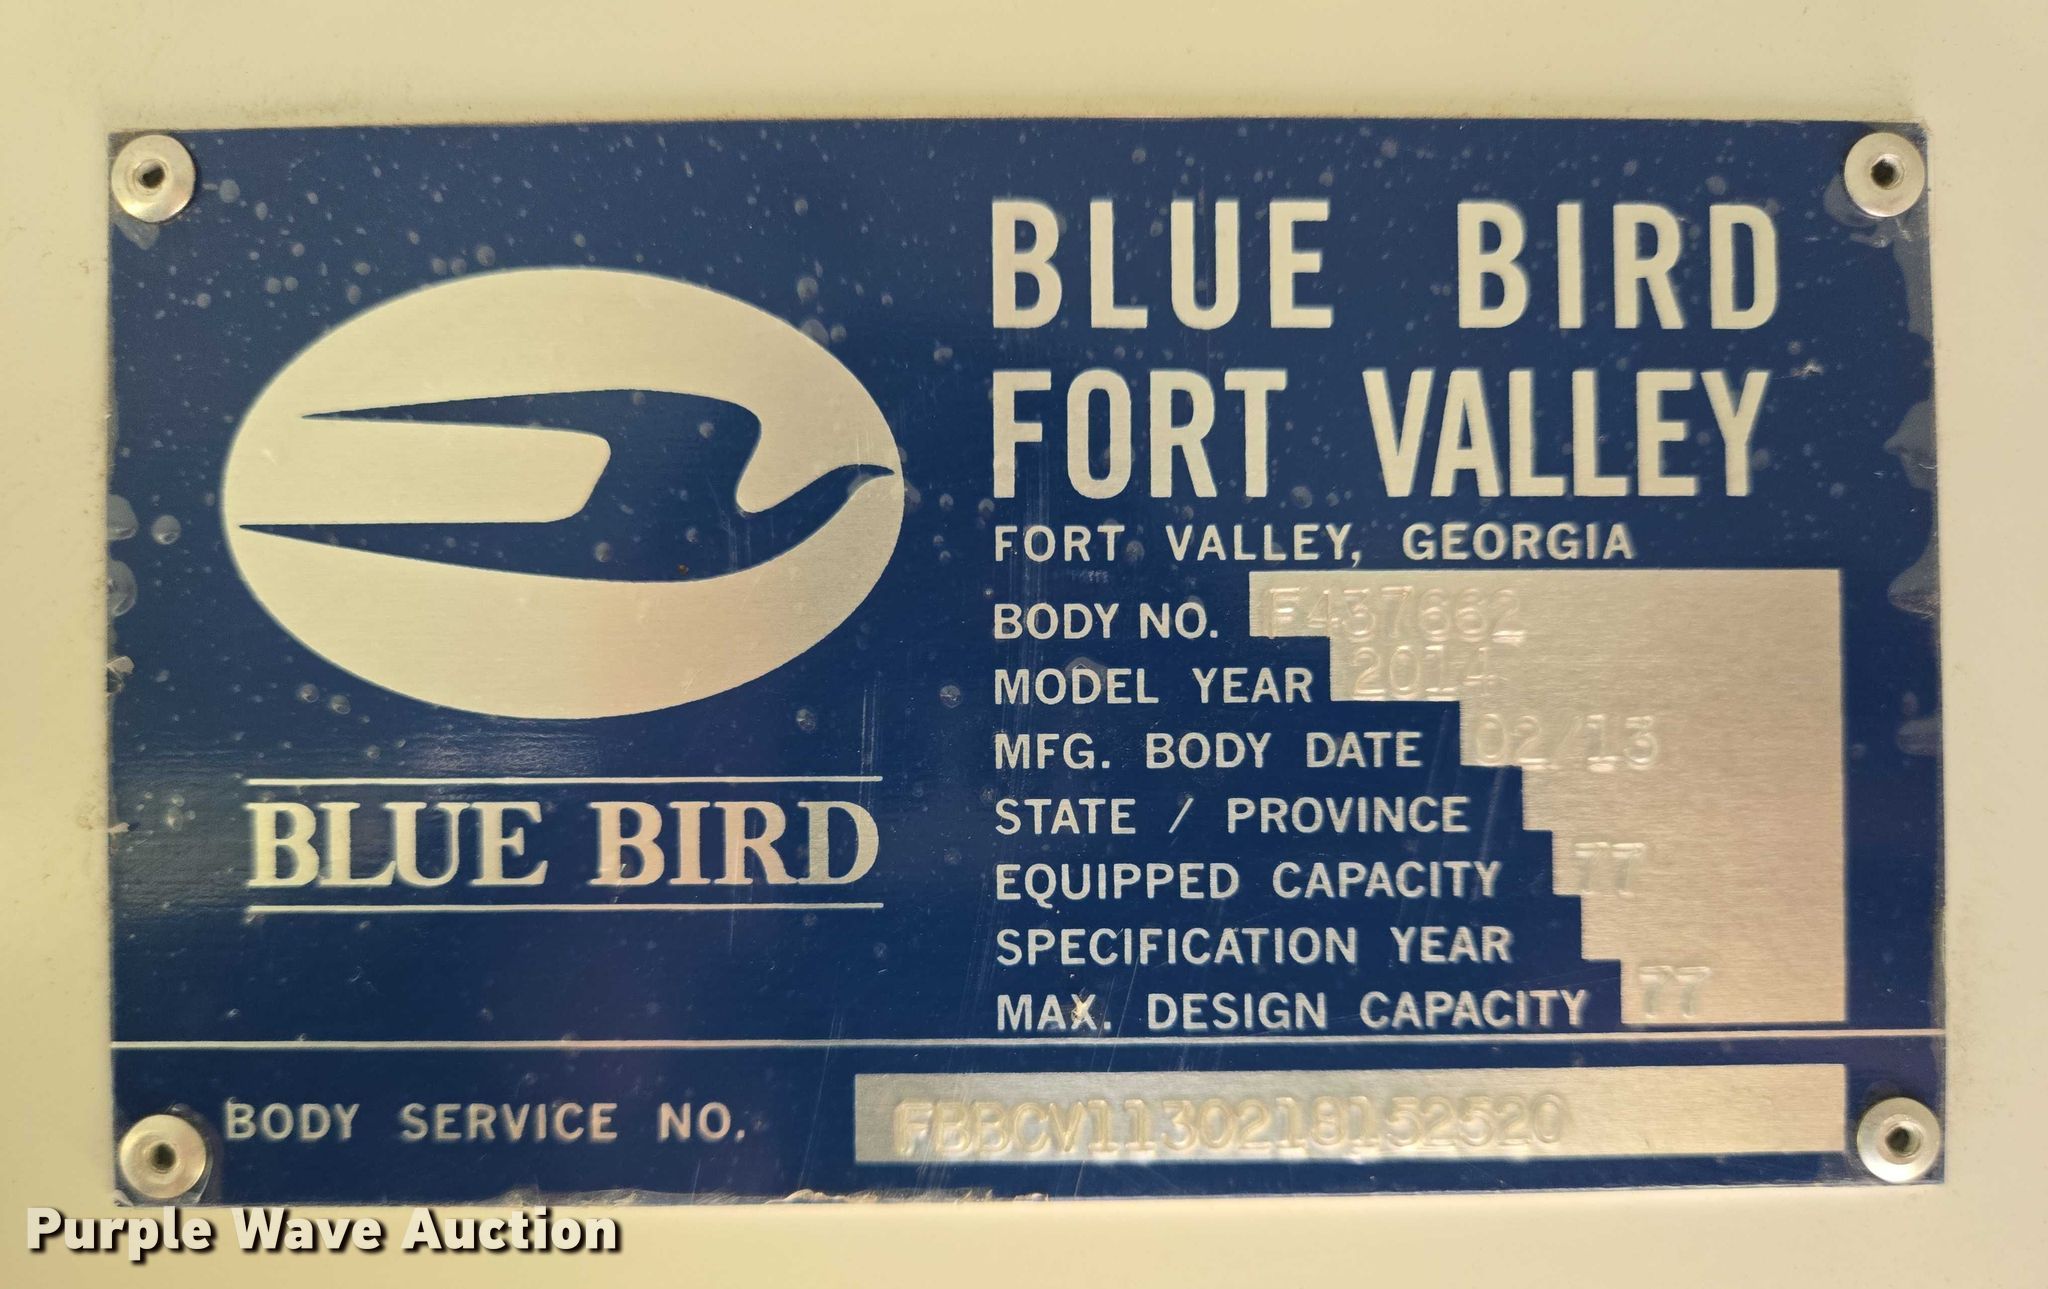 BLUE BIRD
FORT VALLEY
FORT VALLEY, GEORGIA
BODY NO. F437662
MODEL YEAR 2014
MFG. BODY DATE 02/13
STATE / PROVINCE
EQUIPPED CAPACITY 77
SPECIFICATION YEAR
MAX. DESIGN CAPACITY 77
BLUE BIRD
BODY SERVICE NO. FBBCV1130218152520
Purple Wave Auction